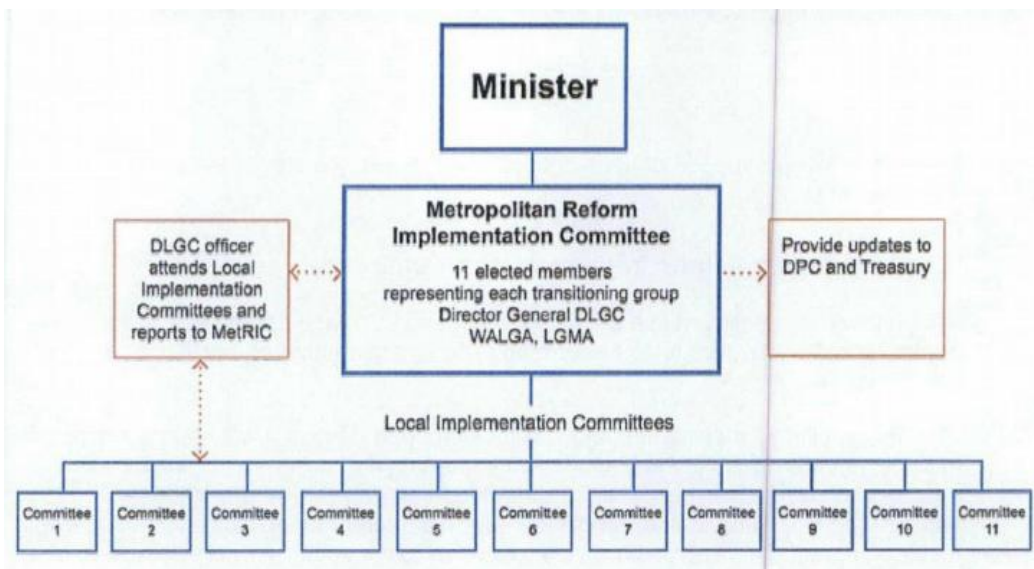 Minister
Metropolitan Reform
Implementation Committee
11 elected members
representing each transitioning group
Director General DLGC
WALGA, LGMA
DLGC officer
attends Local
Implementation
Committees and
reports to MetRIC
Provide updates to
DPC and Treasury
Local Implementation Committees
Committee
1
Committee
2
Committee
3
Committee
4
Committee
5
Committee
6
Committee
7
Committee
8
Committee
9
Committee
10
Committee
11